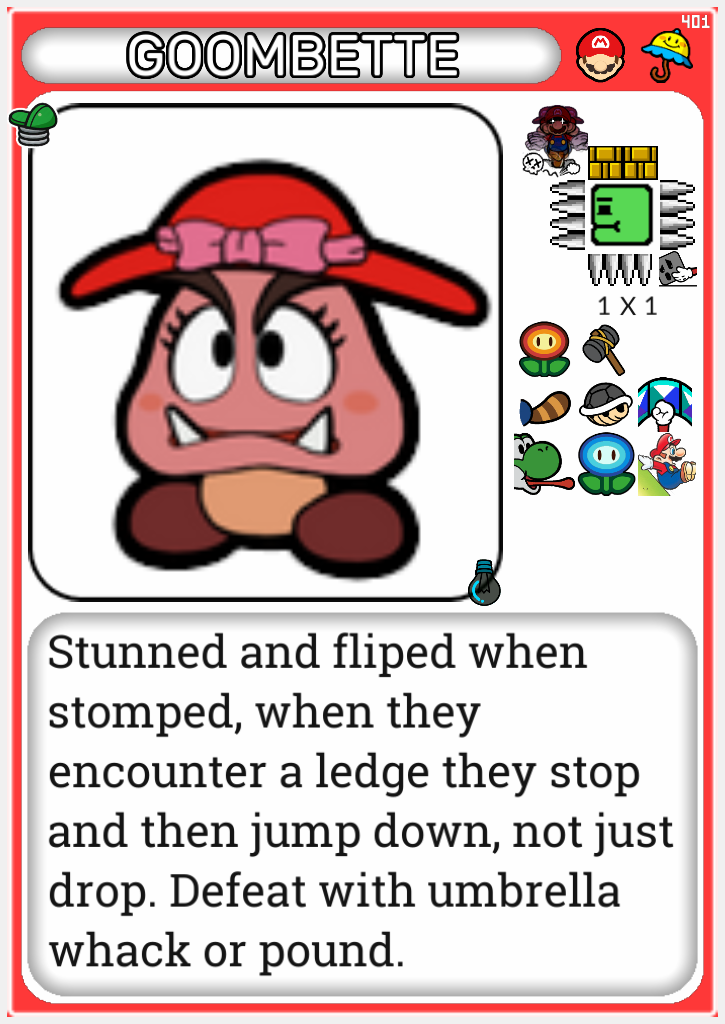 401
GOOMBETTE
1 X 1
Stunned and fliped when
stomped, when they
encounter a ledge they stop
and then jump down, not just
drop. Defeat with umbrella
whack or pound.